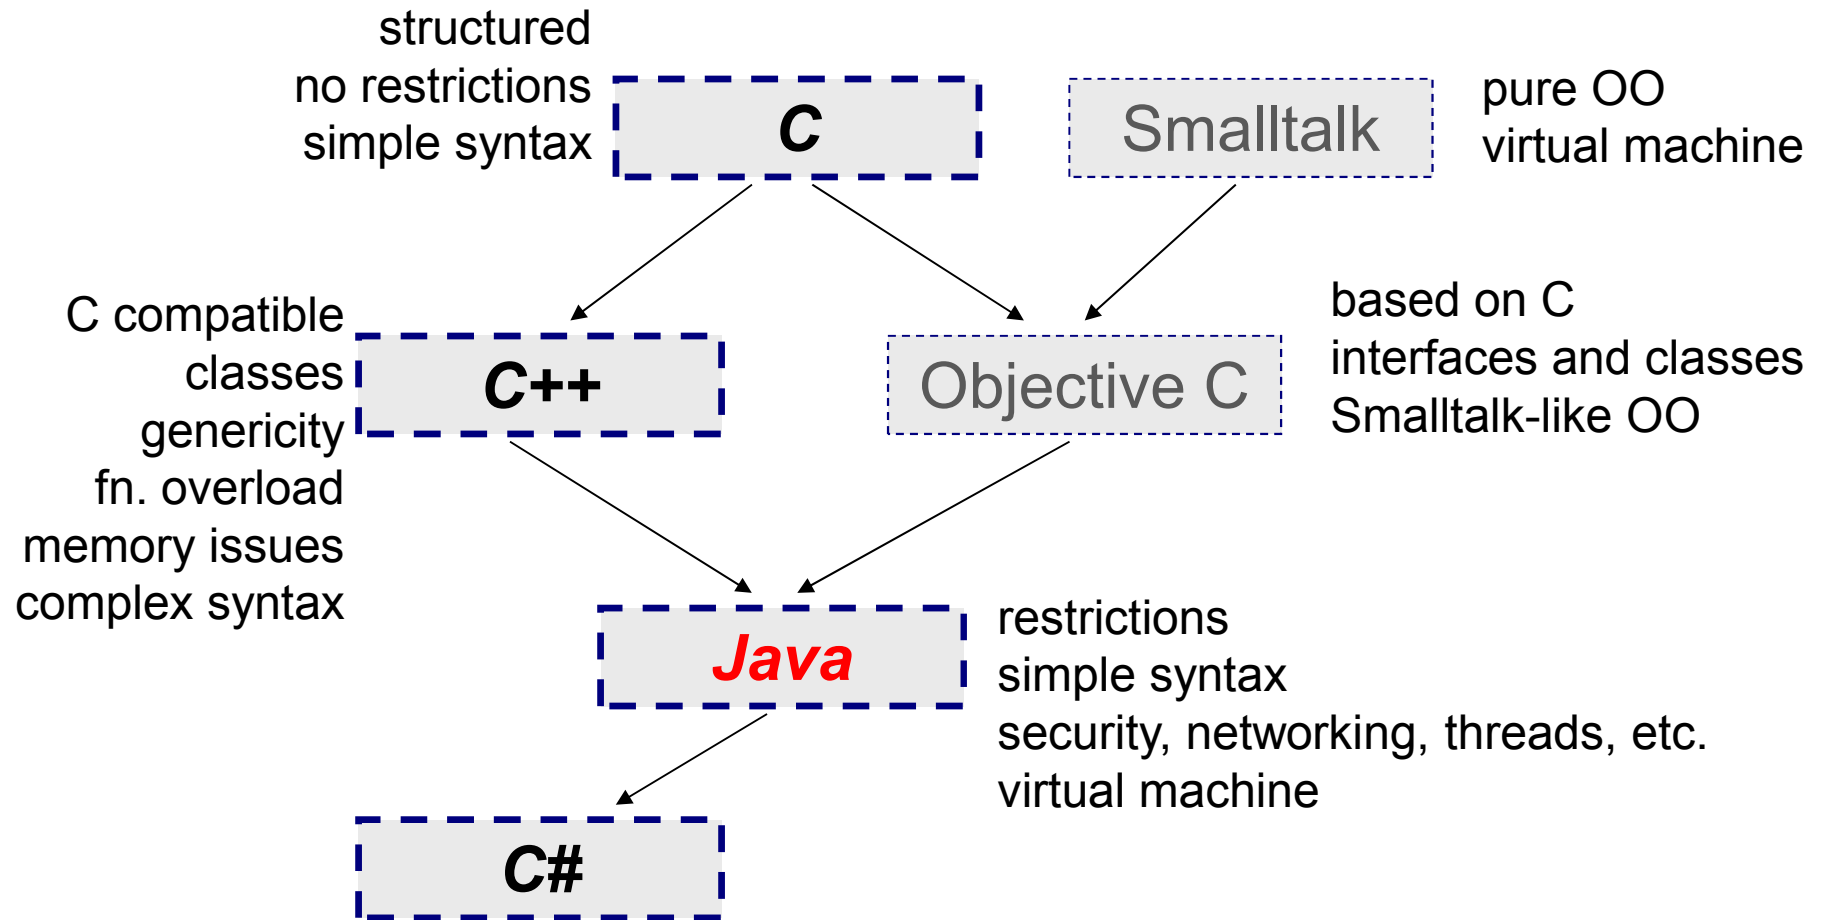 structured
no restrictions
simple syntax
C
Smalltalk
pure OO
virtual machine
C compatible
classes
genericity
fn. overload
memory issues
complex syntax
C++
Objective C
based on C
interfaces and classes
Smalltalk-like OO
Java
restrictions
simple syntax
security, networking, threads, etc.
virtual machine
C#